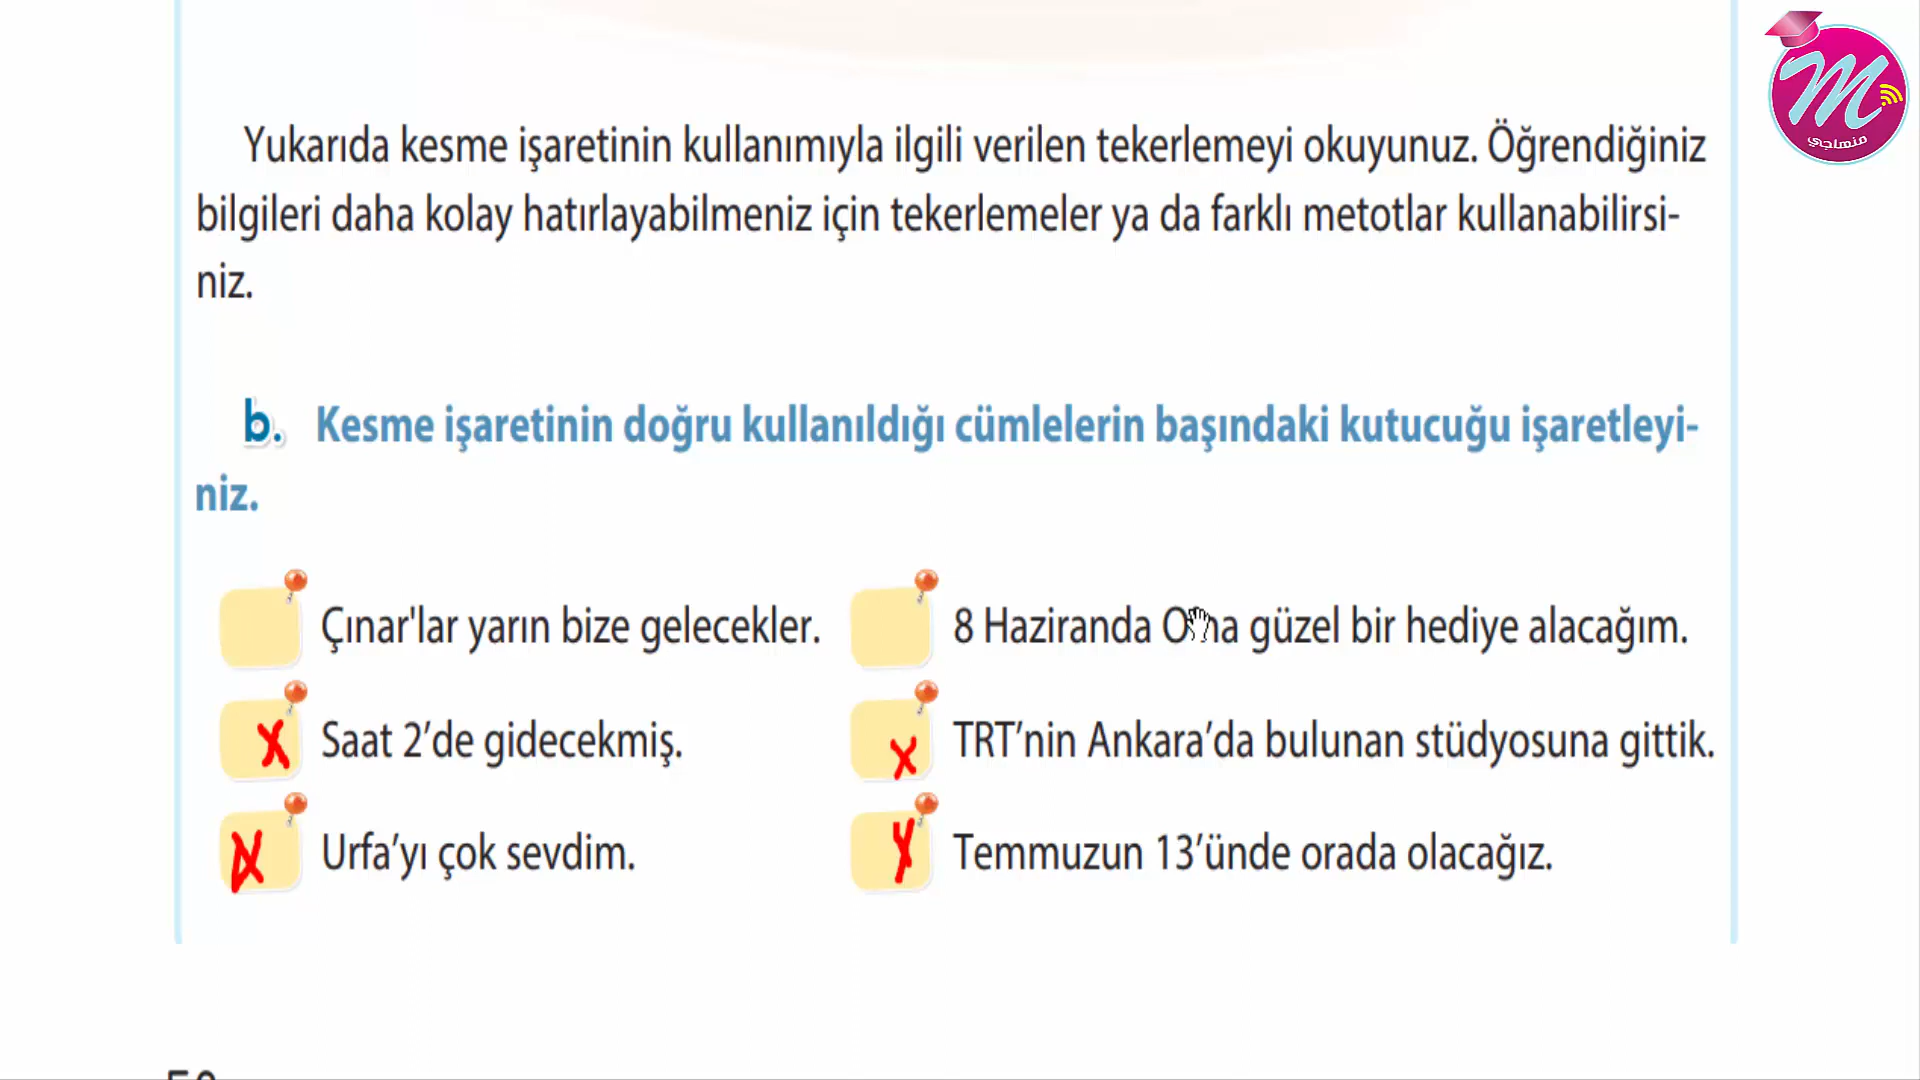 منهاجي
Yukarıda kesme işaretinin kullanımıyla ilgili verilen tekerlemeyi okuyunuz. Öğrendiğiniz
bilgileri daha kolay hatırlayabilmeniz için tekerlemeler ya da farklı metotlar kullanabilirsi-
niz.
b. Kesme işaretinin doğru kullanıldığı cümlelerin başındaki kutucuğu işaretleyi-
niz.
Çınar'lar yarın bize gelecekler.
8 Haziranda güzel bir hediye alacağım.
X Saat 2’de gidecekmiş.
X TRT’nin Ankara’da bulunan stüdyosuna gittik.
X Urfa’yı çok sevdim.
X Temmuzun 13’ünde orada olacağız.